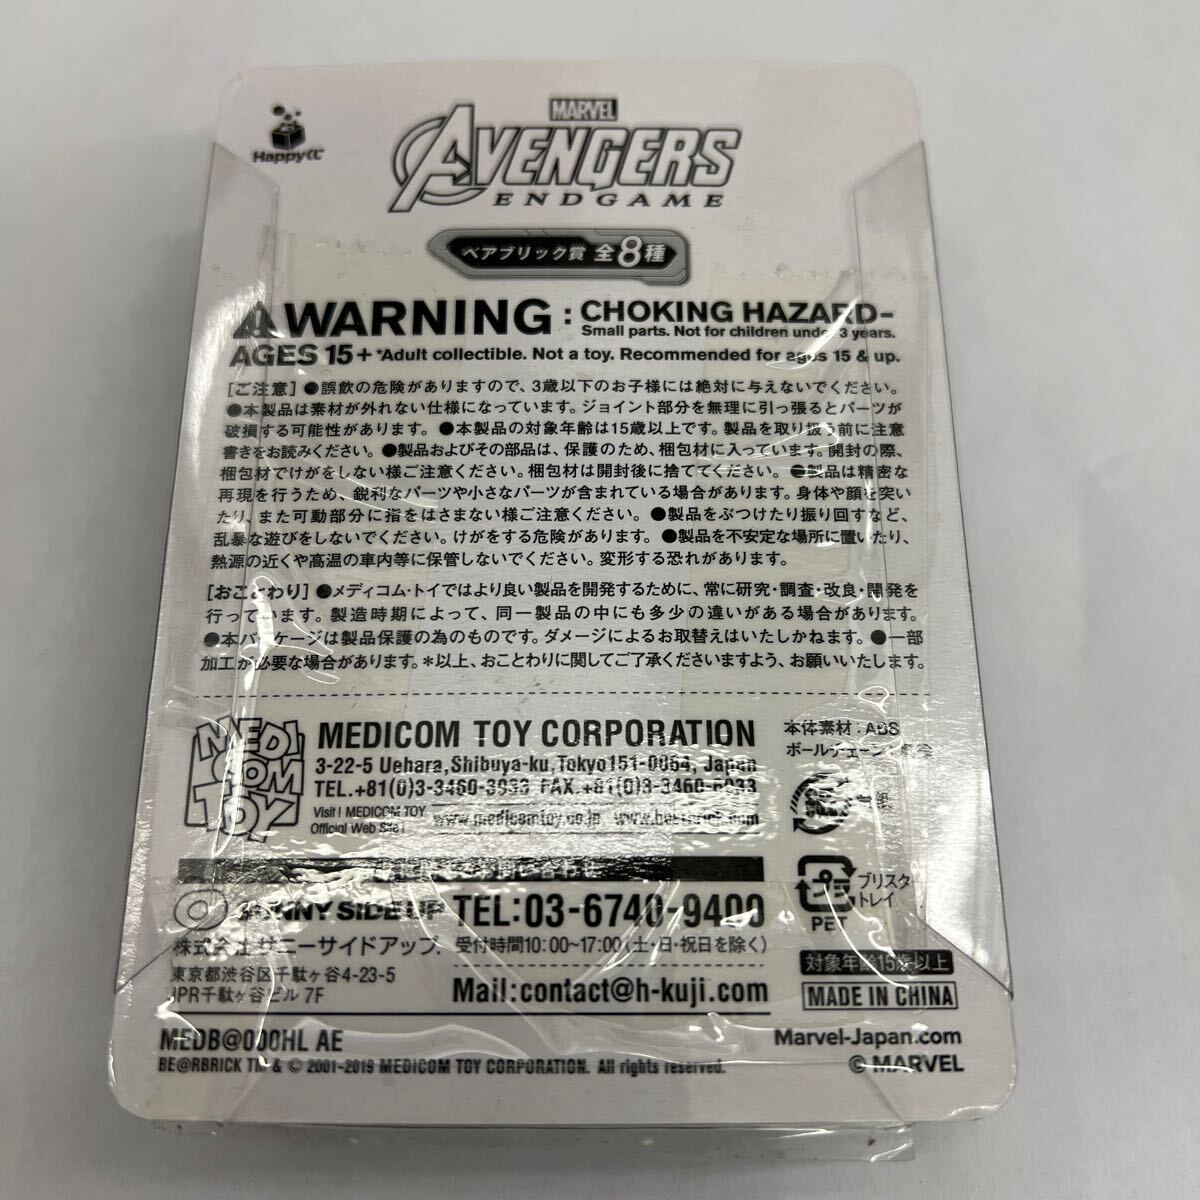 Happyくじ
MARVEL
AVENGERS
ENDGAME
ベアブリック賞 全8種
WARNING : CHOKING HAZARD-
Small parts. Not for children under 3 years.
AGES 15+ *Adult collectible. Not a toy. Recommended for ages 15 & up.
[ご注意] ●誤飲の危険がありますので、3歳以下のお子様には絶対に与えないでください。
●本製品は素材が外れない仕様になっています。ジョイント部分を無理に引っ張るとパーツが
破損する可能性があります。 ●本製品の対象年齢は15歳以上です。製品を取り扱う前に注意
書きをお読みください。 ●製品およびその部品は、保護のため、梱包材に入っています。開封の際、
梱包材でけがをしない様ご注意ください。梱包材は開封後に捨ててください。 ●製品は精密な
再現を行うため、鋭利なパーツや小さなパーツが含まれている場合があります。身体や顔を突い
たり、また可動部分に指をはさまない様ご注意ください。 ●製品をぶつけたり振り回すなど、
乱暴な遊びをしないでください。けがをする危険があります。 ●製品を不安定な場所に置いたり、
熱源の近くや高温の車内等に保管しないでください。変形する恐れがあります。
[おことわり] ●メディコム・トイではより良い製品を開発するために、常に研究・調査・改良・開発を
行っています。製造時期によって、同一製品の中にも多少の違いがある場合があります。
●本パッケージは製品保護の為のものです。ダメージによるお取替えはいたしかねます。 ●一部
加工が必要な場合があります。*以上、おことわりに関してご了承くださいますよう、お願いいたします。
MEDI
COM
TOY
MEDICOM TOY CORPORATION
3-22-5 Uehara, Shibuya-ku, Tokyo151-0064, Japan
TEL.+81(0)3-3460-3933 FAX.+81(0)3-3460-6033
Visit! MEDICOM TOY
Official Web Site!
www.medicomtoy.co.jp www.bearbrick.com
本体素材：ABS
ボールチェーン：
SUNNY SIDE UP
株式会社 サニーサイドアップ
東京都渋谷区千駄ヶ谷4-23-5
JPR千駄ヶ谷ビル 7F
TEL:03-6740-9400
受付時間10:00~17:00(土・日・祝日を除く)
Mail:contact@h-kuji.com
PET
ブリスター
トレイ
対象年齢15歳以上
MADE IN CHINA
MEDB@000HL AE
BE@RBRICK TM & © 2001-2019 MEDICOM TOY CORPORATION. All rights reserved.
Marvel-Japan.com
© MARVEL